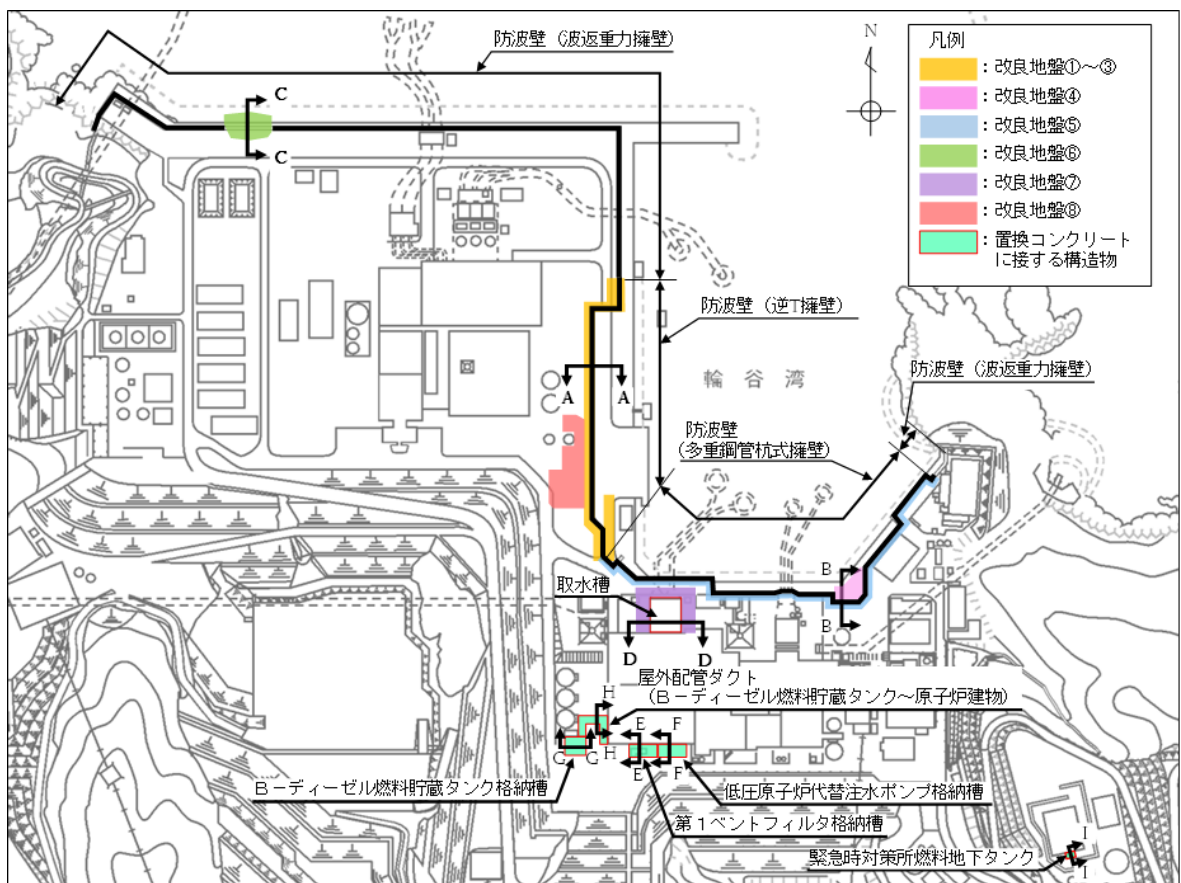 防波壁（波返重力擁壁）
N
凡例
：改良地盤①～③
：改良地盤④
：改良地盤⑤
：改良地盤⑥
：改良地盤⑦
：改良地盤⑧
：置換コンクリート
に接する構造物
C
C
防波壁（逆T擁壁）
輪谷湾
防波壁（波返重力擁壁）
A
A
防波壁
（多重鋼管杭式擁壁）
取水槽
B
B
D
D
屋外配管ダクト
（B－ディーゼル燃料貯蔵タンク～原子炉建物）
H
H
E
F
G
G
E
F
B－ディーゼル燃料貯蔵タンク格納槽
低圧原子炉代替注水ポンプ格納槽
第1ベントフィルタ格納槽
緊急時対策所燃料地下タンク
I
I